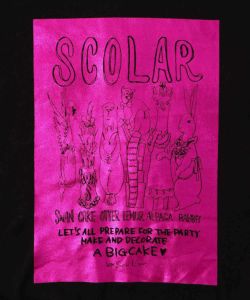 SCOLAR
SWAN CAKE OTTER LEMUR ALPACA RABBIT
LET'S ALL PREPARE FOR THE PARTY
MAKE AND DECORATE
A BIG CAKE ♥